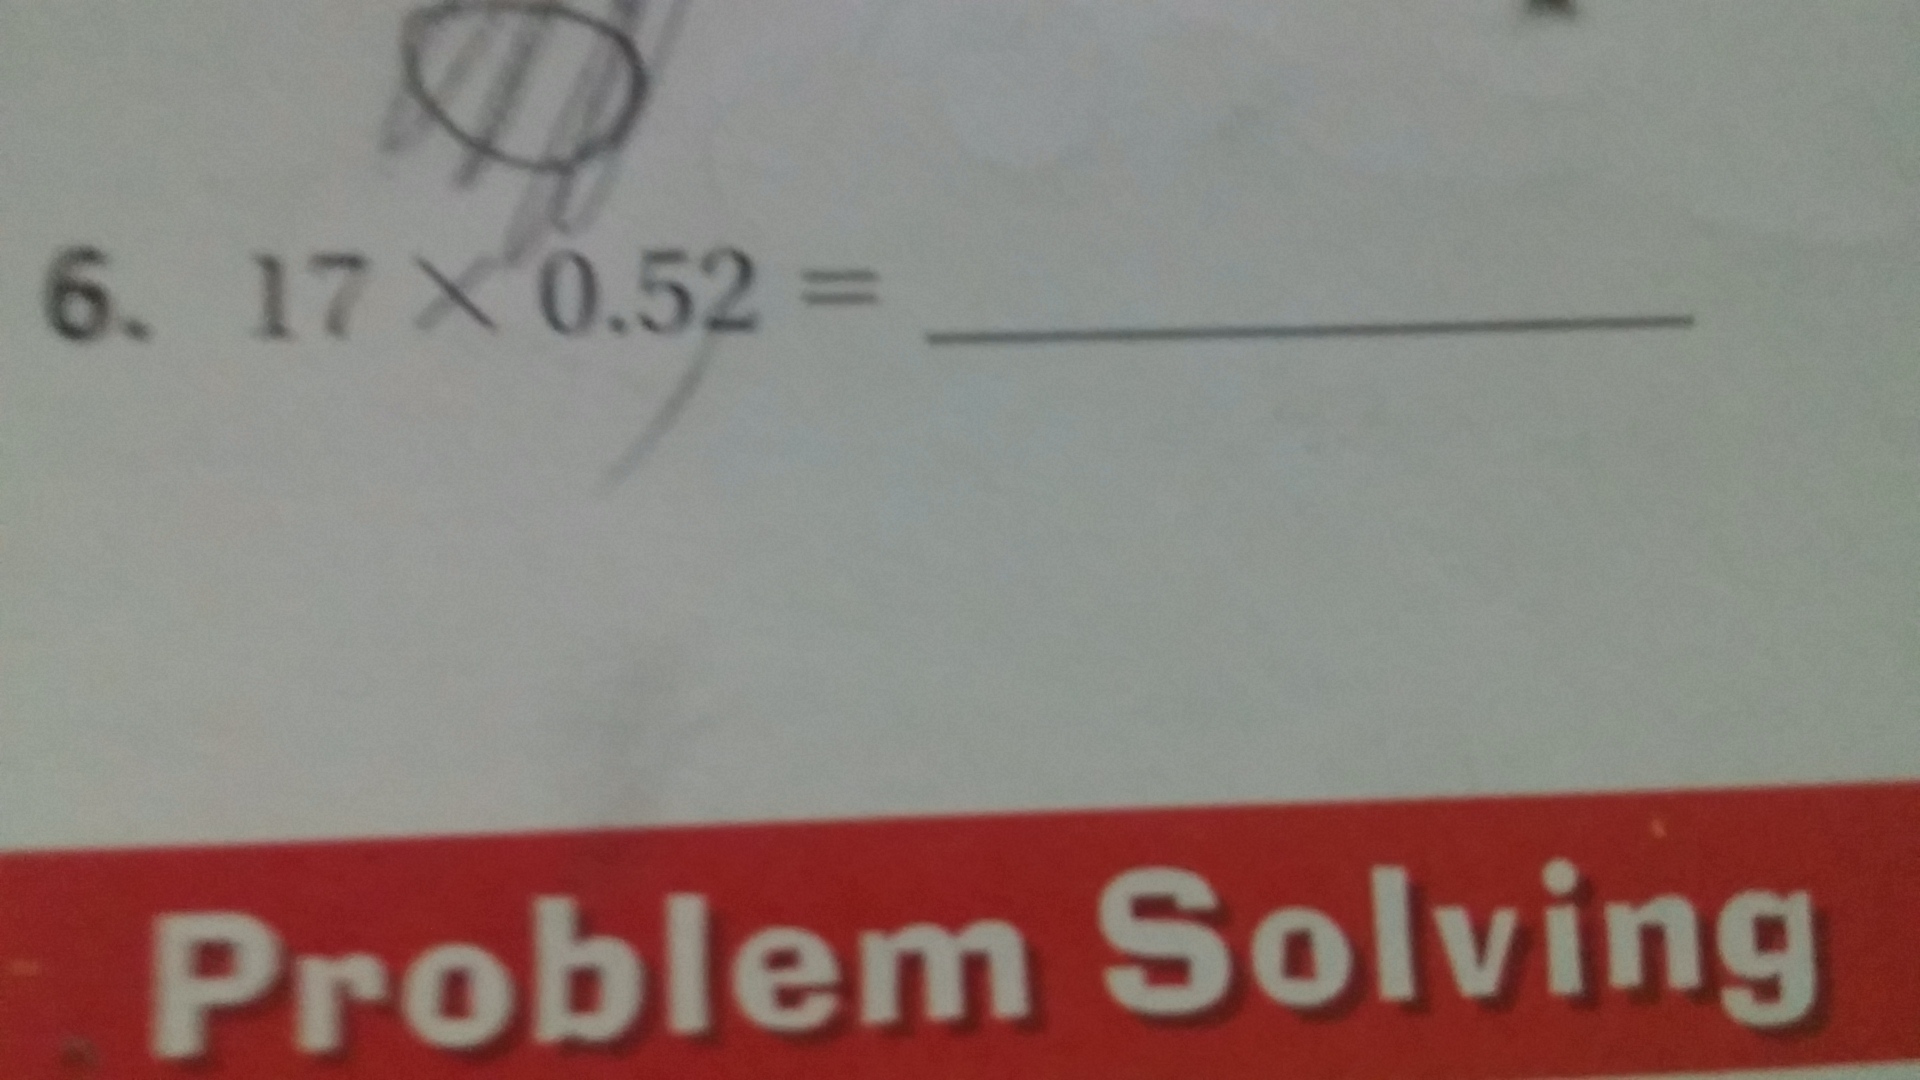 6. 17 × 0.52 =
Problem Solving